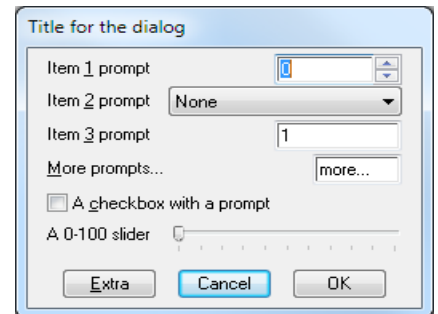 Title for the dialog
Item 1 prompt 0
Item 2 prompt None
Item 3 prompt 1
More prompts... more...
A checkbox with a prompt
A 0-100 slider
Extra Cancel OK